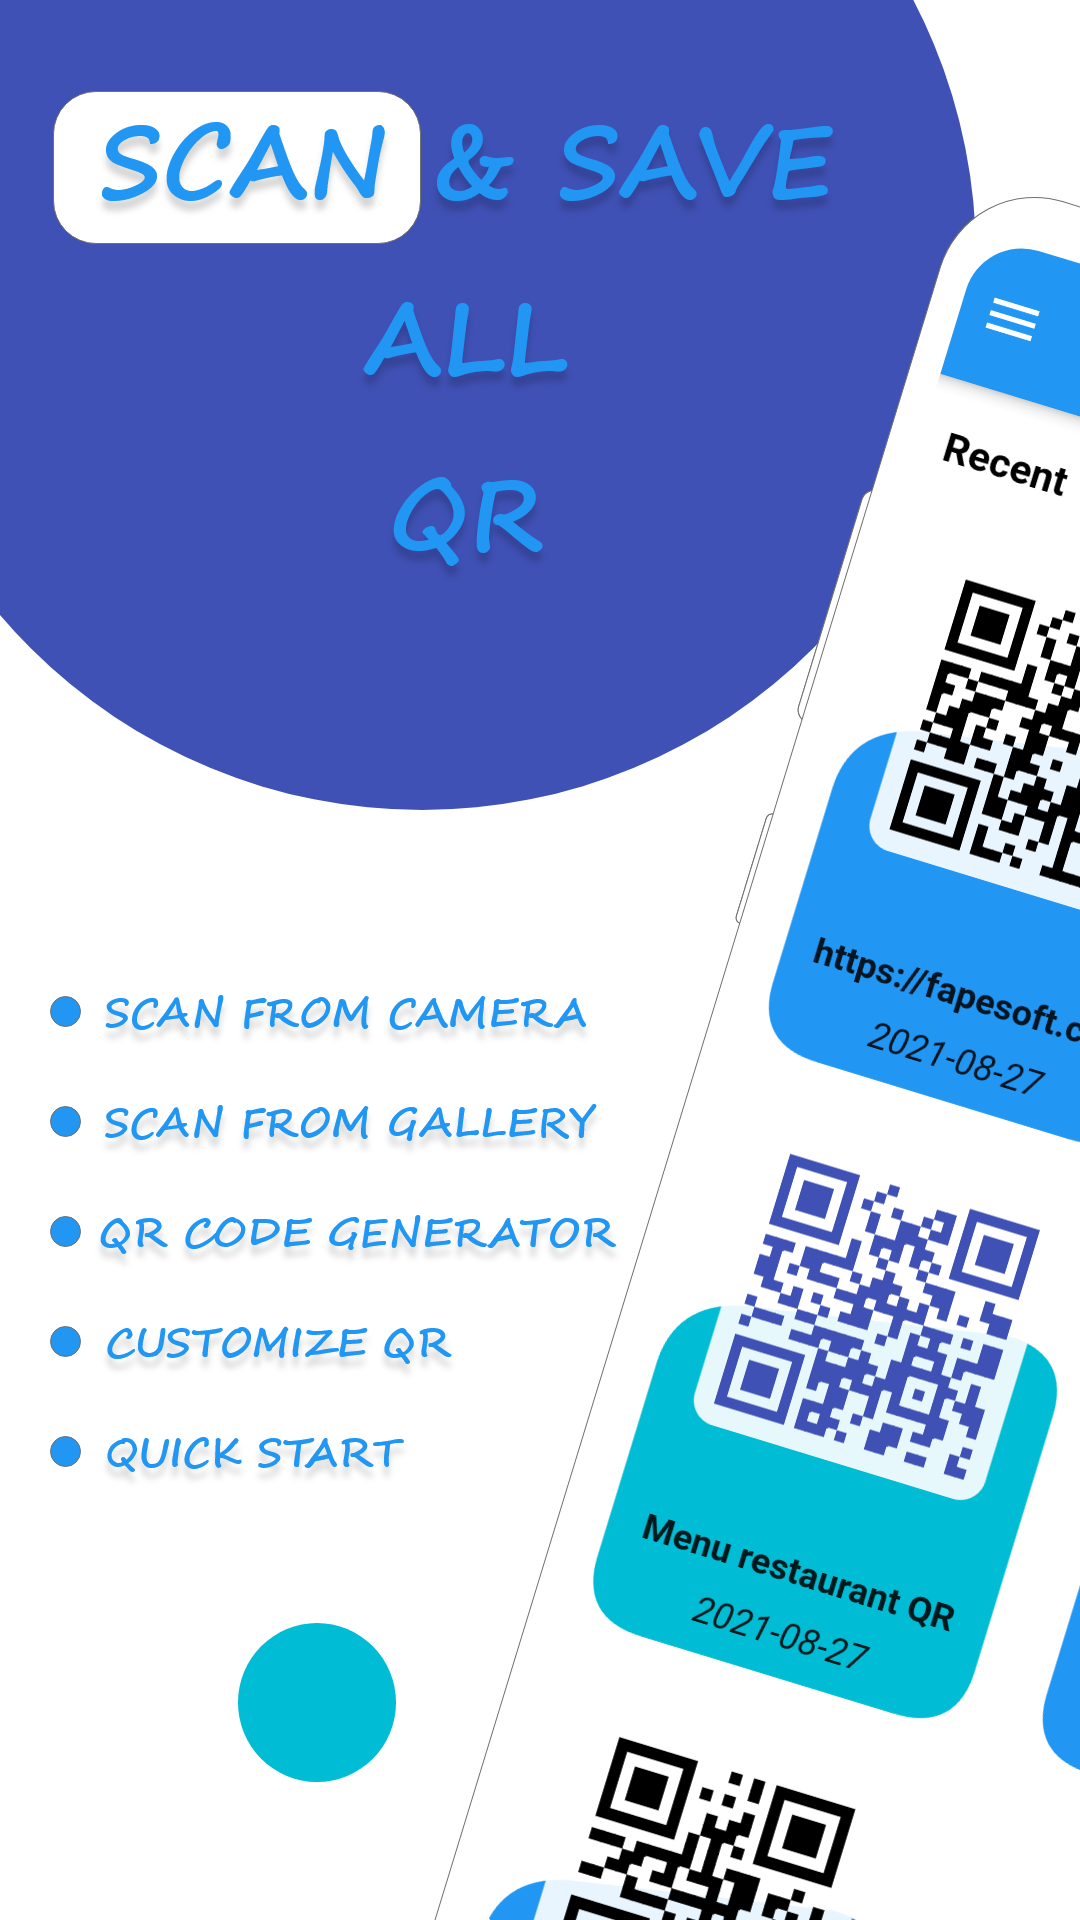 SCAN & SAVE
ALL
QR
Recent
https://fapesoft.c
2021-08-27
SCAN FROM CAMERA
SCAN FROM GALLERY
QR CODE GENERATOR
CUSTOMIZE QR
QUICK START
Menu restaurant QR
2021-08-27